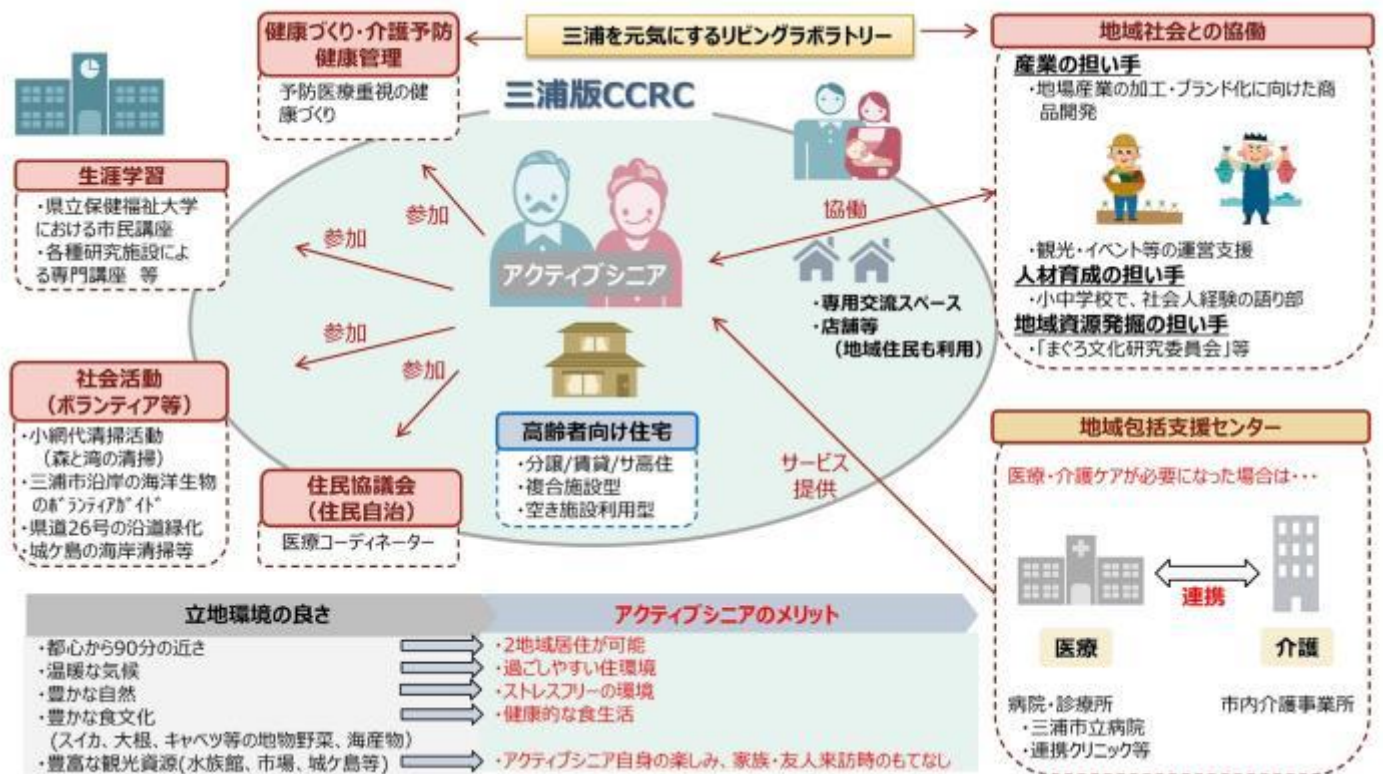 三浦を元気にするリビングラボラトリー
三浦版CCRC
健康づくり・介護予防
健康管理
予防医療重視の健
康づくり
生涯学習
・県立保健福祉大学
における市民講座
・各種研究施設によ
る専門講座 等
社会活動
（ボランティア等）
・小網代清掃活動
（森と湾の清掃）
・三浦市沿岸の海洋生物
のﾎﾞﾗﾝﾃｨｱｶﾞｲﾄﾞ
・県道26号の沿道緑化
・城ケ島の海岸清掃等
住民協議会
（住民自治）
医療コーディネーター
参加
参加
参加
参加
アクティブシニア
高齢者向け住宅
・分譲/賃貸/サ高住
・複合施設型
・空き施設利用型
協働
・専用交流スペース
・店舗等
（地域住民も利用）
サービス
提供
地域社会との協働
産業の担い手
・地場産業の加工・ブランド化に向けた商
品開発
・観光・イベント等の運営支援
人材育成の担い手
・小中学校で、社会人経験の語り部
地域資源発掘の担い手
・「まぐろ文化研究委員会」等
地域包括支援センター
医療・介護ケアが必要になった場合は・・・
連携
医療
介護
病院・診療所
・三浦市立病院
・連携クリニック等
市内介護事業所
立地環境の良さ
アクティブシニアのメリット
・都心から90分の近さ
・2地域居住が可能
・温暖な気候
・過ごしやすい住環境
・豊かな自然
・ストレスフリーの環境
・豊かな食文化
・健康的な食生活
(スイカ、大根、キャベツ等の地物野菜、海産物)
・豊富な観光資源(水族館、市場、城ケ島等)
・アクティブシニア自身の楽しみ、家族・友人来訪時のもてなし